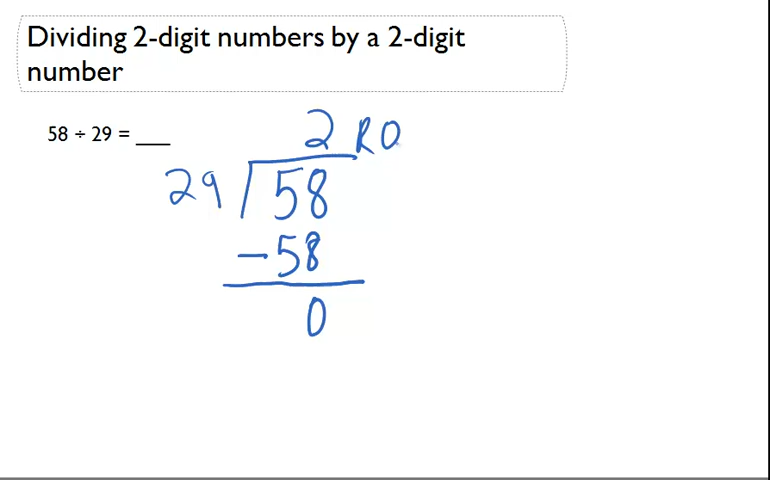 Dividing 2-digit numbers by a 2-digit
number
58 ÷ 29 = ___
2 R0
29 58
-58
0